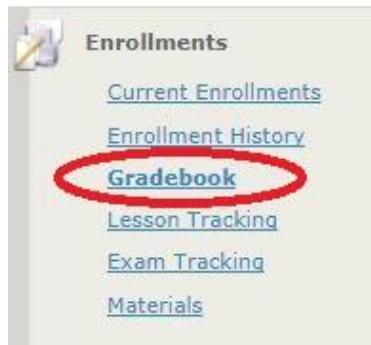 Enrollments
Current Enrollments
Enrollment History
Gradebook
Lesson Tracking
Exam Tracking
Materials